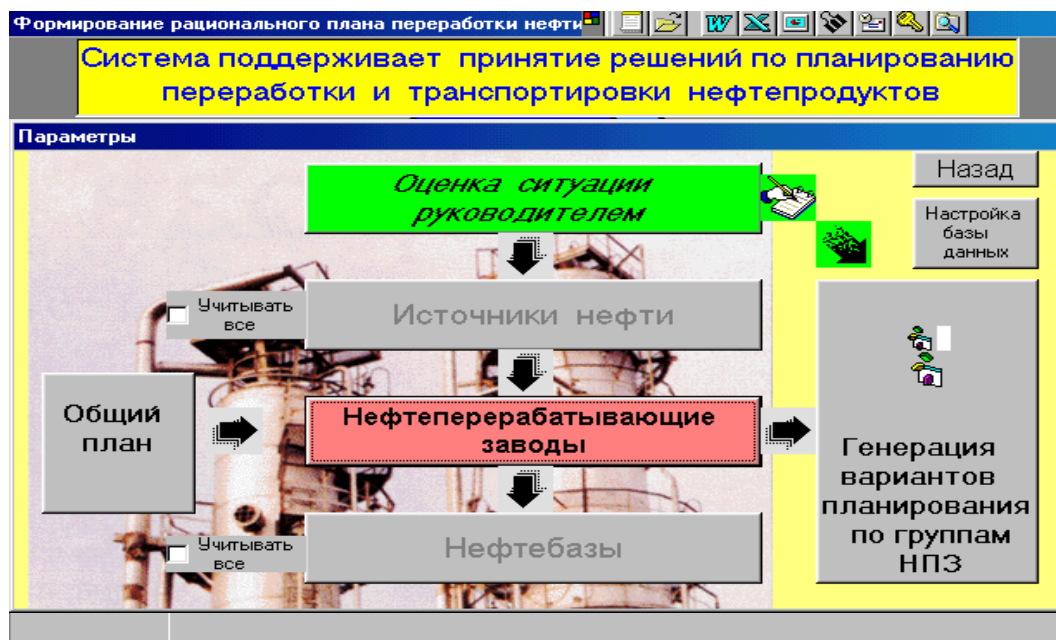 Формирование рационального плана переработки нефти
Система поддерживает принятие решений по планированию
переработки и транспортировки нефтепродуктов
Параметры
Оценка ситуации
руководителем
Назад
Настройка
базы
данных
Учитывать
все
Источники нефти
Общий
план
Нефтеперерабатывающие
заводы
Генерация
вариантов
планирования
по группам
НПЗ
Учитывать
все
Нефтебазы